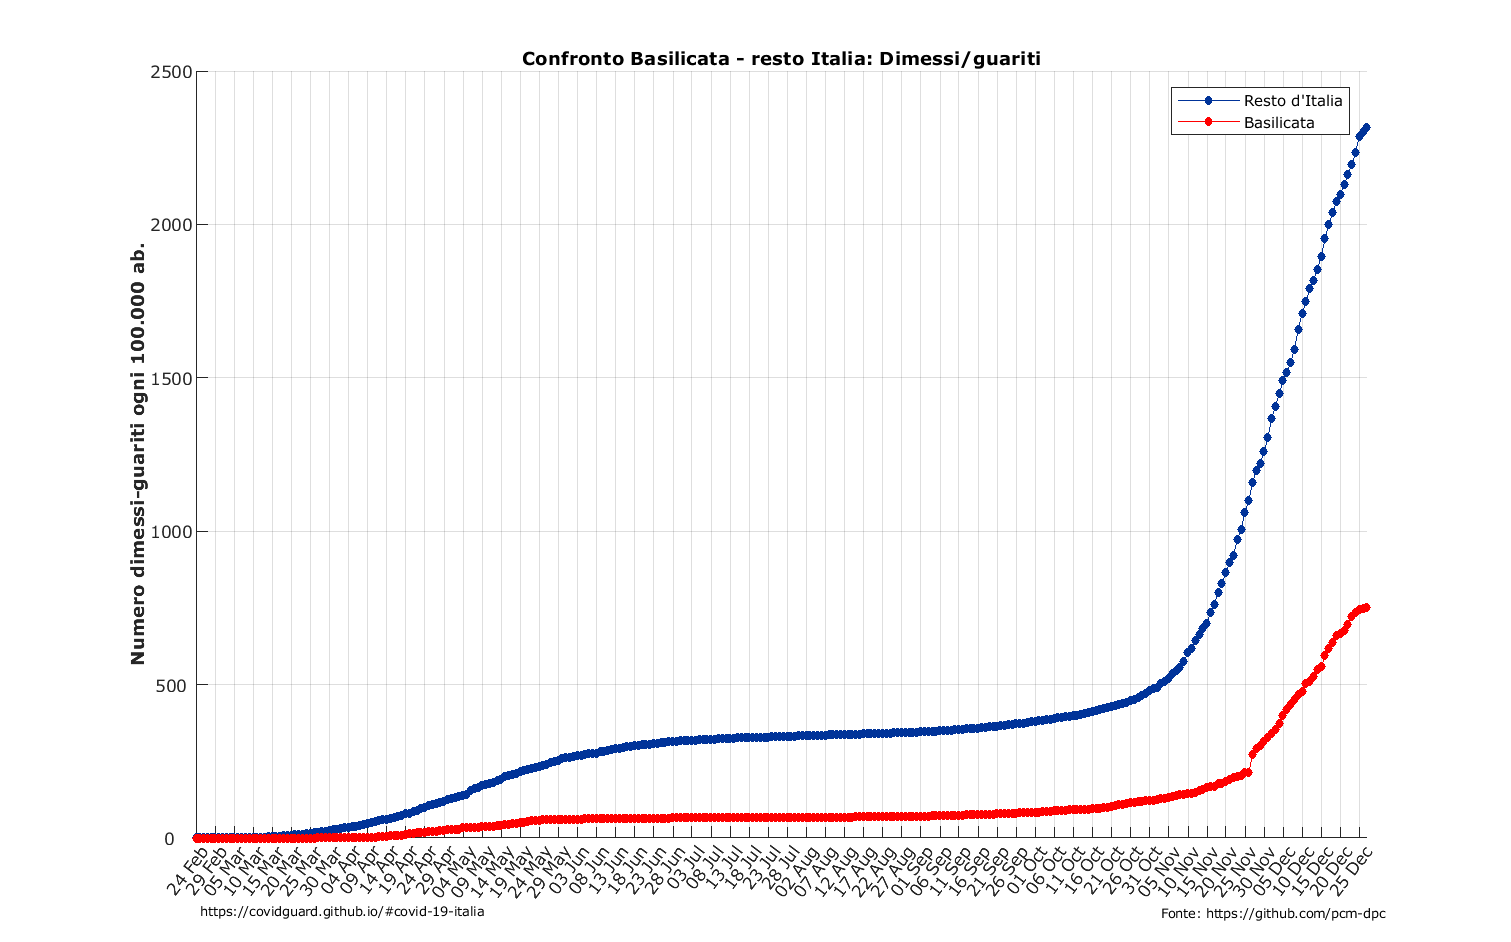 Confronto Basilicata - resto Italia: Dimessi/guariti
Resto d'Italia
Basilicata
Numero dimessi-guariti ogni 100.000 ab.
2500
2000
1500
1000
500
0
24 Feb
29 Feb
05 Mar
10 Mar
15 Mar
20 Mar
25 Mar
30 Mar
04 Apr
09 Apr
14 Apr
19 Apr
24 Apr
29 Apr
04 May
09 May
14 May
19 May
24 May
29 May
03 Jun
08 Jun
13 Jun
18 Jun
23 Jun
28 Jun
03 Jul
08 Jul
13 Jul
18 Jul
23 Jul
28 Jul
02 Aug
07 Aug
12 Aug
17 Aug
22 Aug
27 Aug
01 Sep
06 Sep
11 Sep
16 Sep
21 Sep
26 Sep
01 Oct
06 Oct
11 Oct
16 Oct
21 Oct
26 Oct
31 Oct
05 Nov
10 Nov
15 Nov
20 Nov
25 Nov
30 Nov
05 Dec
10 Dec
15 Dec
20 Dec
25 Dec
https://covidguard.github.io/#covid-19-italia
Fonte: https://github.com/pcm-dpc